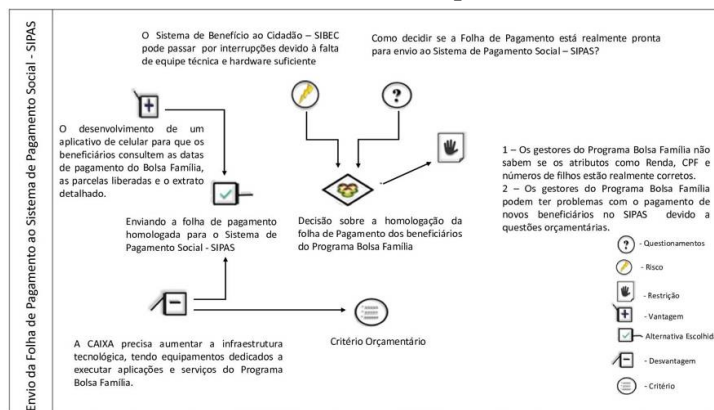 Envio da Folha de Pagamento ao Sistema de Pagamento Social - SIPAS
O Sistema de Benefício ao Cidadão – SIBEC
pode passar por interrupções devido à falta
de equipe técnica e hardware suficiente
Como decidir se a Folha de Pagamento está realmente pronta
para envio ao Sistema de Pagamento Social – SIPAS?
O desenvolvimento de um
aplicativo de celular para que os
beneficiários consultem as datas
de pagamento do Bolsa Família,
as parcelas liberadas e o extrato
detalhado.
Enviando a folha de pagamento
homologada para o Sistema de
Pagamento Social - SIPAS
Decisão sobre a homologação da
folha de Pagamento dos beneficiários
do Programa Bolsa Família
1 – Os gestores do Programa Bolsa Família não
sabem se os atributos como Renda, CPF e
números de filhos estão realmente corretos.
2 – Os gestores do Programa Bolsa Família
podem ter problemas com o pagamento de
novos beneficiários no SIPAS devido a
questões orçamentárias.
? - Questionamentos
- Risco
- Restrição
- Vantagem
- Alternativa Escolhid
- Desvantagem
- Critério
A CAIXA precisa aumentar a infraestrutura
tecnológica, tendo equipamentos dedicados a
executar aplicações e serviços do Programa
Bolsa Família.
Critério Orçamentário